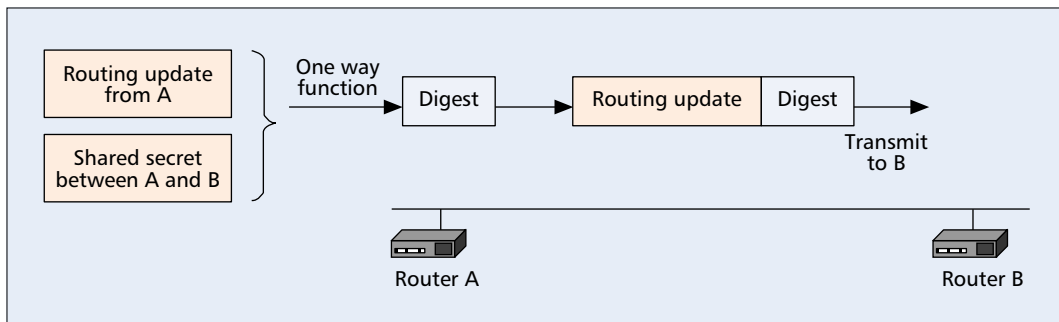 Routing update
from A
Shared secret
between A and B
One way
function
Digest
Routing update
Digest
Transmit
to B
Router A
Router B